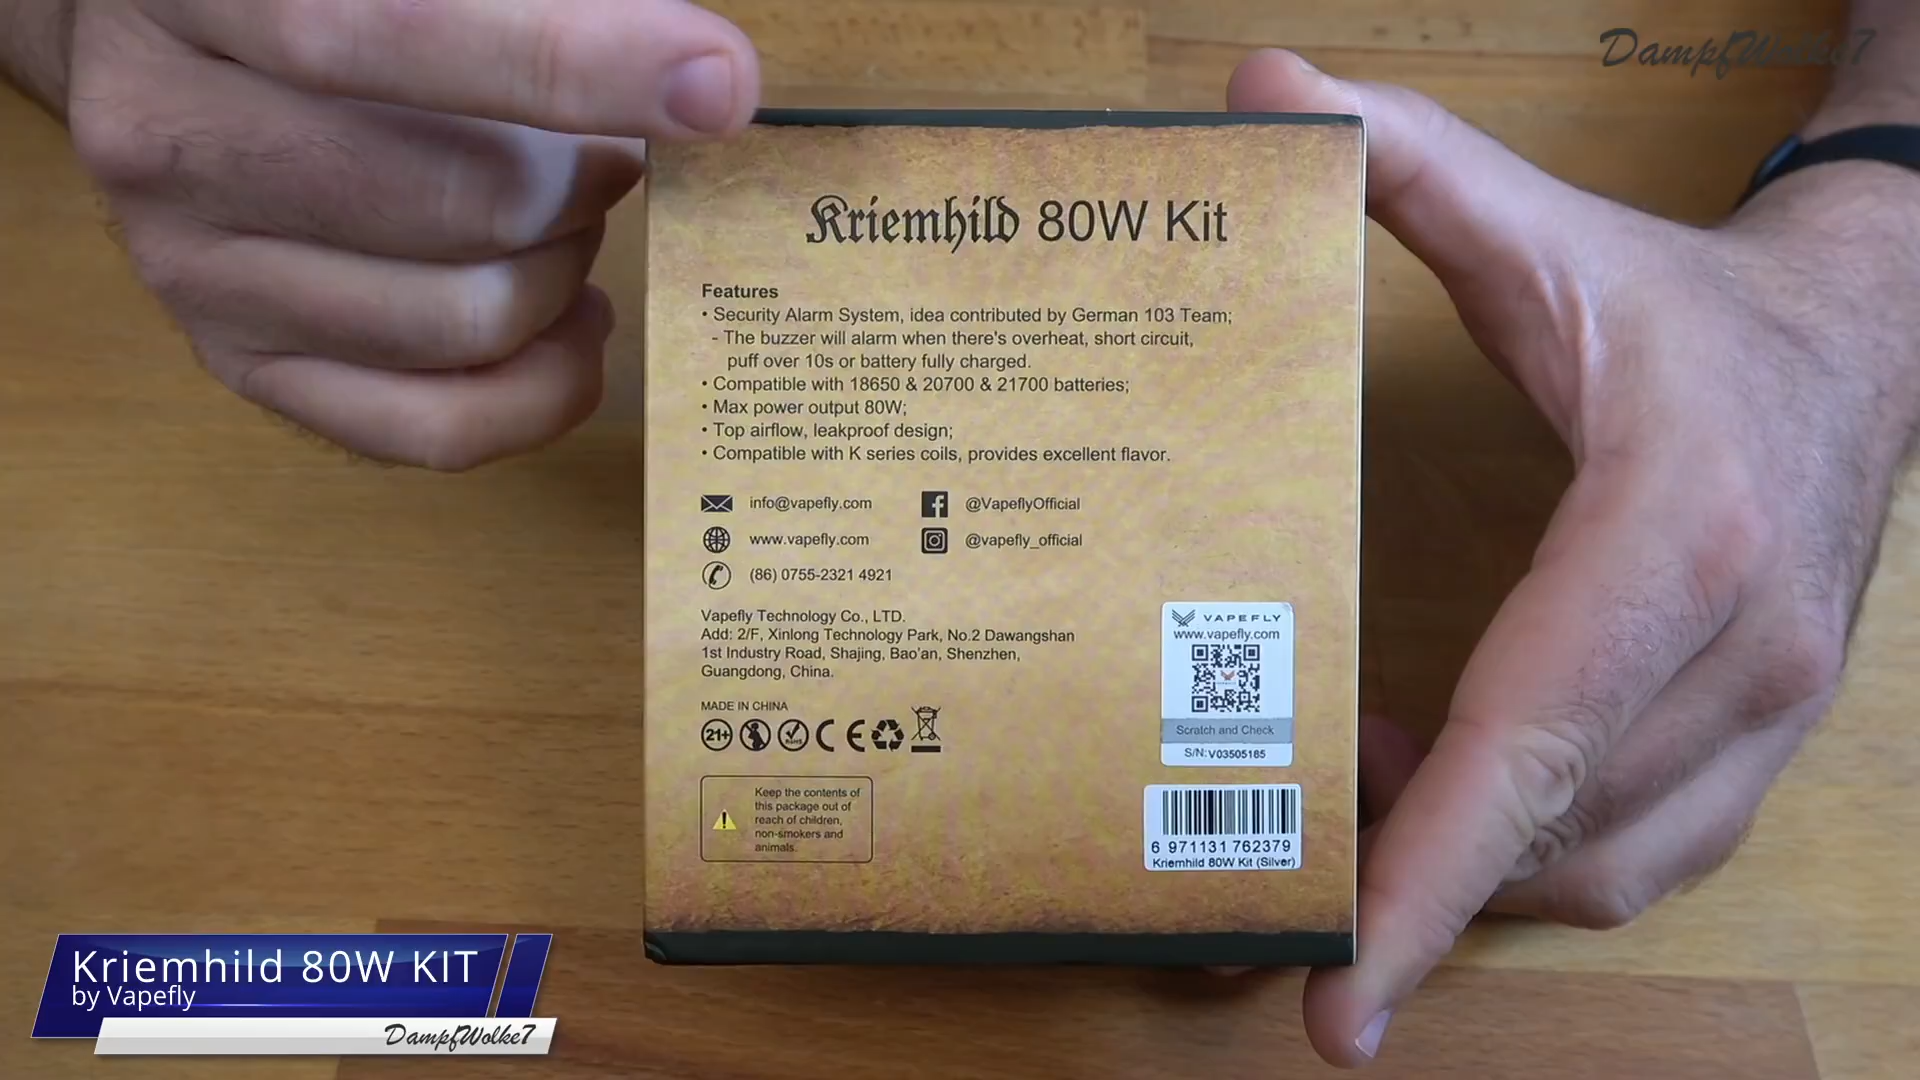 DampfWolke7
Kriemhild 80W Kit
Features
• Security Alarm System, idea contributed by German 103 Team;
- The buzzer will alarm when there's overheat, short circuit,
puff over 10s or battery fully charged.
• Compatible with 18650 & 20700 & 21700 batteries;
• Max power output 80W;
• Top airflow, leakproof design;
• Compatible with K series coils, provides excellent flavor.
info@vapefly.com
@VapeflyOfficial
www.vapefly.com
@vapefly_official
(86) 0755-2321 4921
Vapefly Technology Co., LTD.
Add: 2/F, Xinlong Technology Park, No.2 Dawangshan
1st Industry Road, Shajing, Bao'an, Shenzhen,
Guangdong, China.
MADE IN CHINA
21+
RoHS
CE
Keep the contents of
this package out of
reach of children,
non-smokers and
animals.
VAPEFLY
www.vapefly.com
Scratch and Check
S/N: V03505185
6 971131 762379
Kriemhild 80W Kit (Silver)
Kriemhild 80W KIT
by Vapefly
DampfWolke7